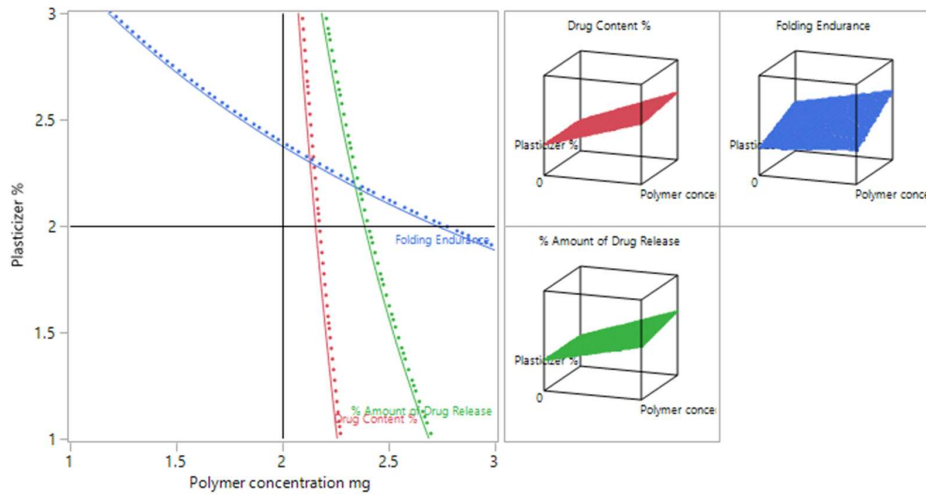 3
2.5
2
1.5
1
Plasticizer %
1
1.5
2
2.5
3
Polymer concentration mg
Folding Endurance
% Amount of Drug Release
Drug Content %
Drug Content %
Plasticizer %
0
Polymer conce
Folding Endurance
0
Polymer conce
% Amount of Drug Release
Plasticizer %
0
Polymer conce